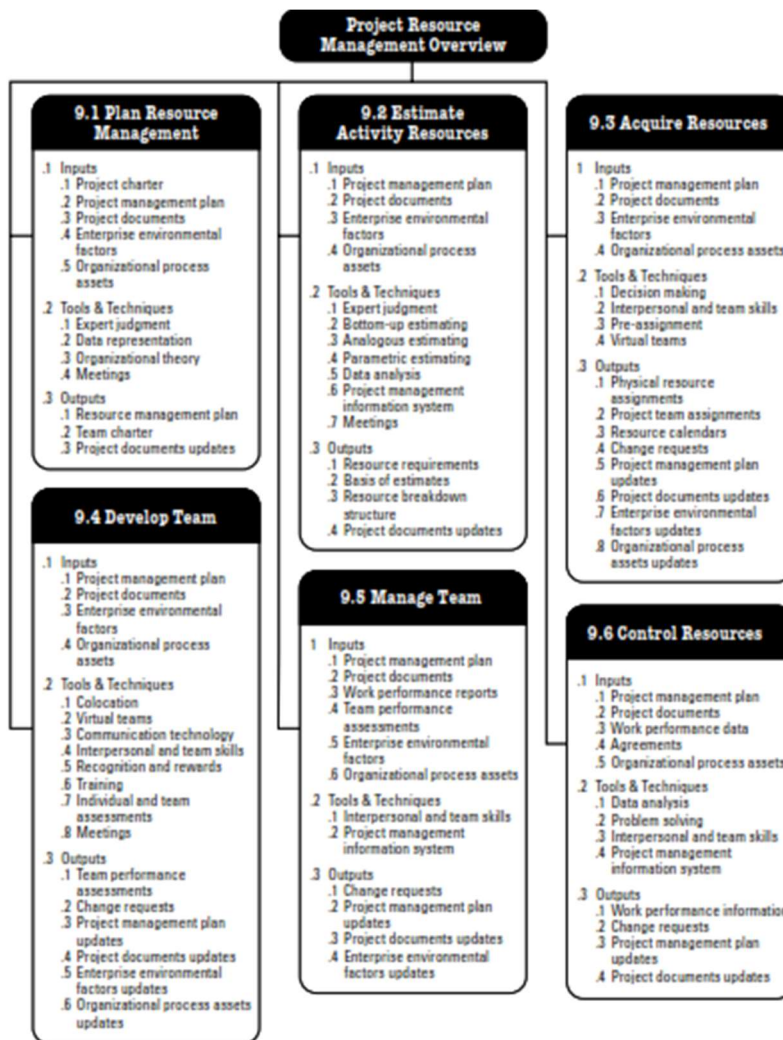 Project Resource
Management Overview
9.1 Plan Resource
Management
.1 Inputs
.1 Project charter
.2 Project management plan
.3 Project documents
.4 Enterprise environmental
factors
.5 Organizational process
assets
.2 Tools & Techniques
.1 Expert judgment
.2 Data representation
.3 Organizational theory
.4 Meetings
.3 Outputs
.1 Resource management plan
.2 Team charter
.3 Project documents updates
9.2 Estimate
Activity Resources
.1 Inputs
.1 Project management plan
.2 Project documents
.3 Enterprise environmental
factors
.4 Organizational process
assets
.2 Tools & Techniques
.1 Expert judgment
.2 Bottom-up estimating
.3 Analogous estimating
.4 Parametric estimating
.5 Data analysis
.6 Project management
information system
.7 Meetings
.3 Outputs
.1 Resource requirements
.2 Basis of estimates
.3 Resource breakdown
structure
.4 Project documents updates
9.3 Acquire Resources
1 Inputs
.1 Project management plan
.2 Project documents
.3 Enterprise environmental
factors
.4 Organizational process assets
.2 Tools & Techniques
.1 Decision making
.2 Interpersonal and team skills
.3 Pre-assignment
.4 Virtual teams
.3 Outputs
.1 Physical resource
assignments
.2 Project team assignments
.3 Resource calendars
.4 Change requests
.5 Project management plan
updates
.6 Project documents updates
.7 Enterprise environmental
factors updates
.8 Organizational process
assets updates
9.4 Develop Team
.1 Inputs
.1 Project management plan
.2 Project documents
.3 Enterprise environmental
factors
.4 Organizational process
assets
.2 Tools & Techniques
.1 Colocation
.2 Virtual teams
.3 Communication technology
.4 Interpersonal and team skills
.5 Recognition and rewards
.6 Training
.7 Individual and team
assessments
.8 Meetings
.3 Outputs
.1 Team performance
assessments
.2 Change requests
.3 Project management plan
updates
.4 Project documents updates
.5 Enterprise environmental
factors updates
.6 Organizational process assets
updates
9.5 Manage Team
1 Inputs
.1 Project management plan
.2 Project documents
.3 Work performance reports
.4 Team performance
assessments
.5 Enterprise environmental
factors
.6 Organizational process assets
.2 Tools & Techniques
.1 Interpersonal and team skills
.2 Project management
information system
.3 Outputs
.1 Change requests
.2 Project management plan
updates
.3 Project documents updates
.4 Enterprise environmental
factors updates
9.6 Control Resources
.1 Inputs
.1 Project management plan
.2 Project documents
.3 Work performance data
.4 Agreements
.5 Organizational process assets
.2 Tools & Techniques
.1 Data analysis
.2 Problem solving
.3 Interpersonal and team skills
.4 Project management
information system
.3 Outputs
.1 Work performance information
.2 Change requests
.3 Project management plan
updates
.4 Project documents updates